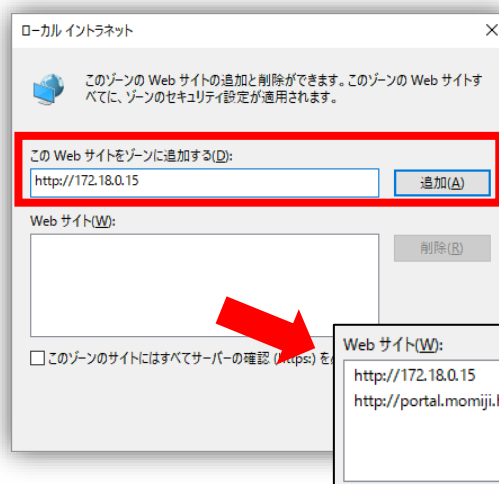 ローカル イントラネット
このゾーンの Web サイトの追加と削除ができます。このゾーンの Web サイトす
べてに、ゾーンのセキュリティ設定が適用されます。
この Web サイトをゾーンに追加する(D):
http://172.18.0.15
追加(A)
Web サイト(W):
削除(R)
このゾーンのサイトにはすべてサーバーの確認 (https:) を
Web サイト(W):
http://172.18.0.15
http://portal.momiji.h